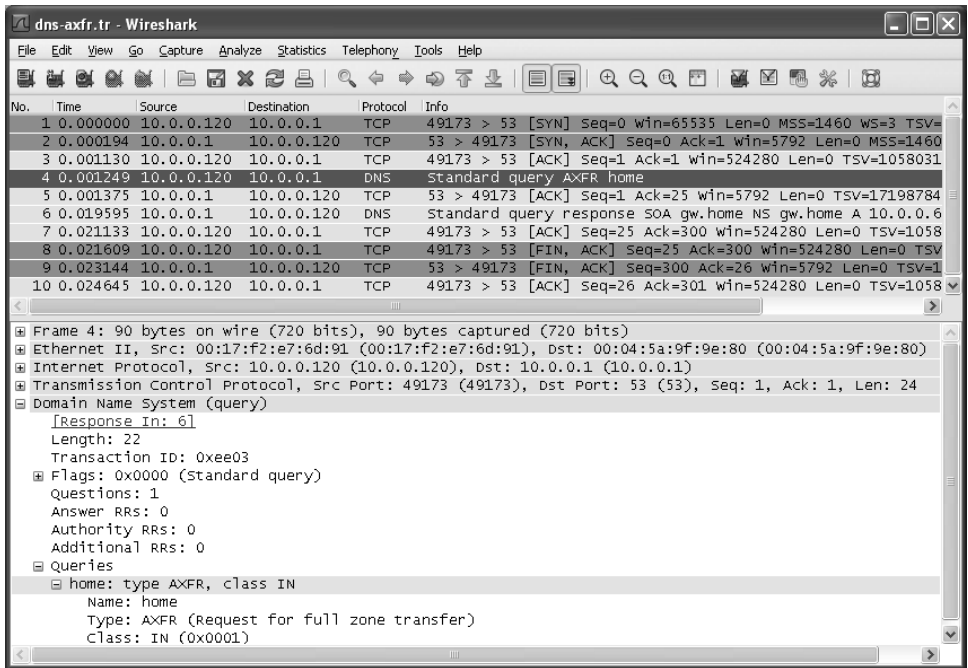 dns-axfr.tr - Wireshark
File Edit View Go Capture Analyze Statistics Telephony Tools Help
No. Time Source Destination Protocol Info
1 0.000000 10.0.0.120 10.0.0.1 TCP 49173 > 53 [SYN] Seq=0 Win=65535 Len=0 MSS=1460 WS=3 TSV=
2 0.000194 10.0.0.1 10.0.0.120 TCP 53 > 49173 [SYN, ACK] Seq=0 Ack=1 Win=5792 Len=0 MSS=1460
3 0.001130 10.0.0.120 10.0.0.1 TCP 49173 > 53 [ACK] Seq=1 Ack=1 Win=524280 Len=0 TSV=1058031
4 0.001249 10.0.0.120 10.0.0.1 DNS Standard query AXFR home
5 0.001375 10.0.0.1 10.0.0.120 TCP 53 > 49173 [ACK] Seq=1 Ack=25 Win=5792 Len=0 TSV=17198784
6 0.019595 10.0.0.1 10.0.0.120 DNS Standard query response SOA gw.home NS gw.home A 10.0.0.6
7 0.021133 10.0.0.120 10.0.0.1 TCP 49173 > 53 [ACK] Seq=25 Ack=300 Win=524280 Len=0 TSV=1058
8 0.021609 10.0.0.120 10.0.0.1 TCP 49173 > 53 [FIN, ACK] Seq=25 Ack=300 Win=524280 Len=0 TSV
9 0.023144 10.0.0.1 10.0.0.120 TCP 53 > 49173 [FIN, ACK] Seq=300 Ack=26 Win=5792 Len=0 TSV=1
10 0.024645 10.0.0.120 10.0.0.1 TCP 49173 > 53 [ACK] Seq=26 Ack=301 Win=524280 Len=0 TSV=1058
Frame 4: 90 bytes on wire (720 bits), 90 bytes captured (720 bits)
Ethernet II, Src: 00:17:f2:e7:6d:91 (00:17:f2:e7:6d:91), Dst: 00:04:5a:9f:9e:80 (00:04:5a:9f:9e:80)
Internet Protocol, Src: 10.0.0.120 (10.0.0.120), Dst: 10.0.0.1 (10.0.0.1)
Transmission Control Protocol, Src Port: 49173 (49173), Dst Port: 53 (53), Seq: 1, Ack: 1, Len: 24
Domain Name System (query)
[Response In: 6]
Length: 22
Transaction ID: 0xee03
Flags: 0x0000 (Standard query)
Questions: 1
Answer RRs: 0
Authority RRs: 0
Additional RRs: 0
Queries
home: type AXFR, class IN
Name: home
Type: AXFR (Request for full zone transfer)
Class: IN (0x0001)